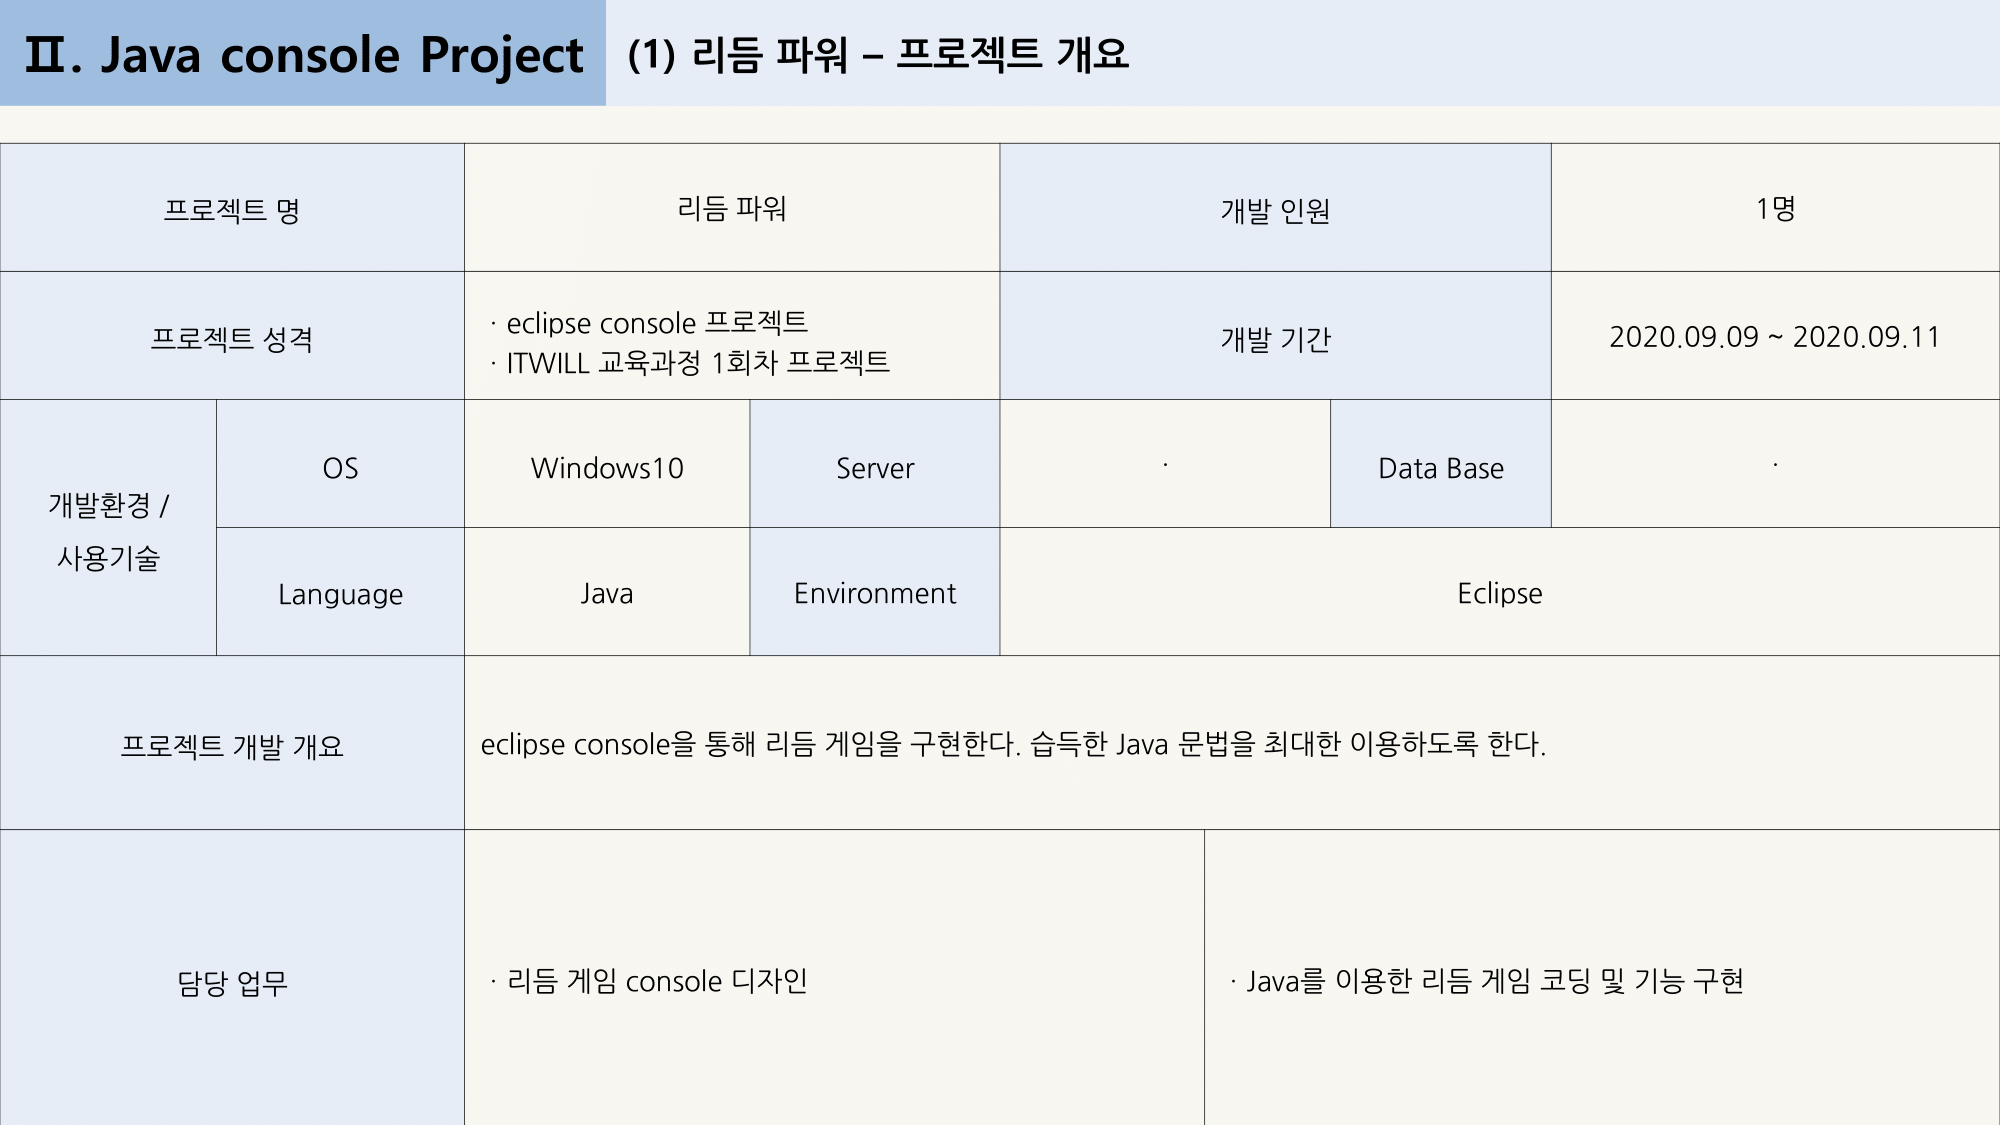 Ⅱ. Java console Project
(1) 리듬 파워 – 프로젝트 개요
프로젝트 명
리듬 파워
개발 인원
1명
프로젝트 성격
· eclipse console 프로젝트
· ITWILL 교육과정 1회차 프로젝트
개발 기간
2020.09.09 ~ 2020.09.11
개발환경 /
사용기술
OS
Windows10
Server
·
Data Base
·
Language
Java
Environment
Eclipse
프로젝트 개발 개요
eclipse console을 통해 리듬 게임을 구현한다. 습득한 Java 문법을 최대한 이용하도록 한다.
담당 업무
· 리듬 게임 console 디자인
· Java를 이용한 리듬 게임 코딩 및 기능 구현